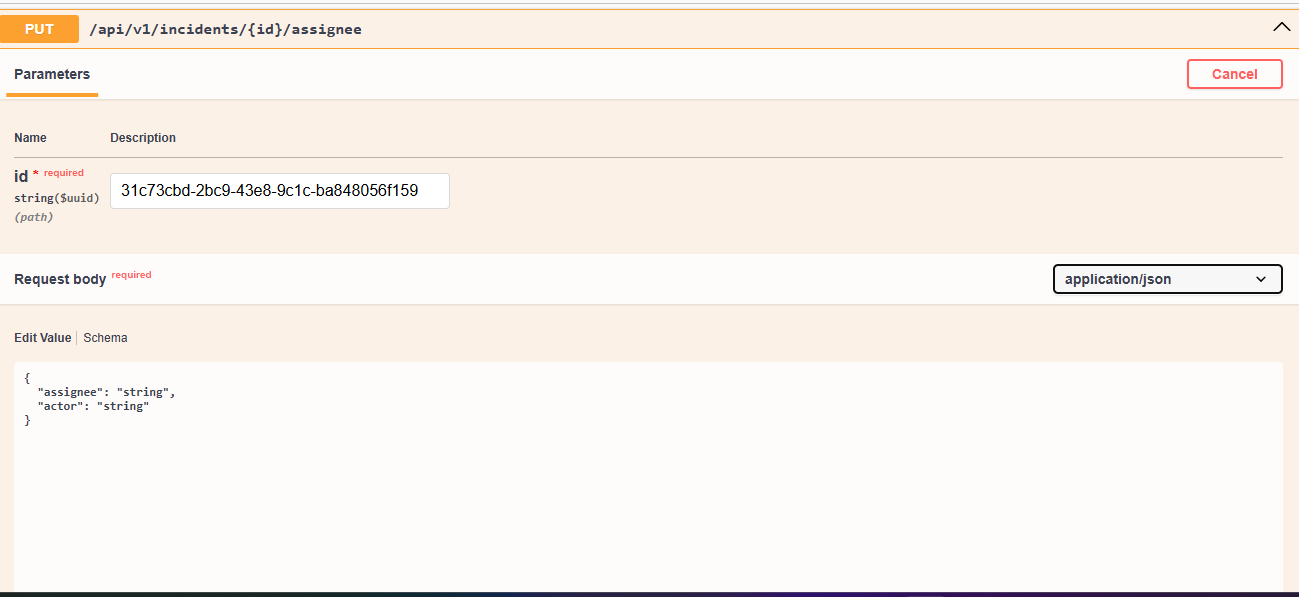 PUT /api/v1/incidents/{id}/assignee
Parameters
Cancel
Name Description
id * required
string($uuid)
(path)
31c73cbd-2bc9-43e8-9c1c-ba848056f159
Request body required
application/json
Edit Value Schema
{
  "assignee": "string",
  "actor": "string"
}